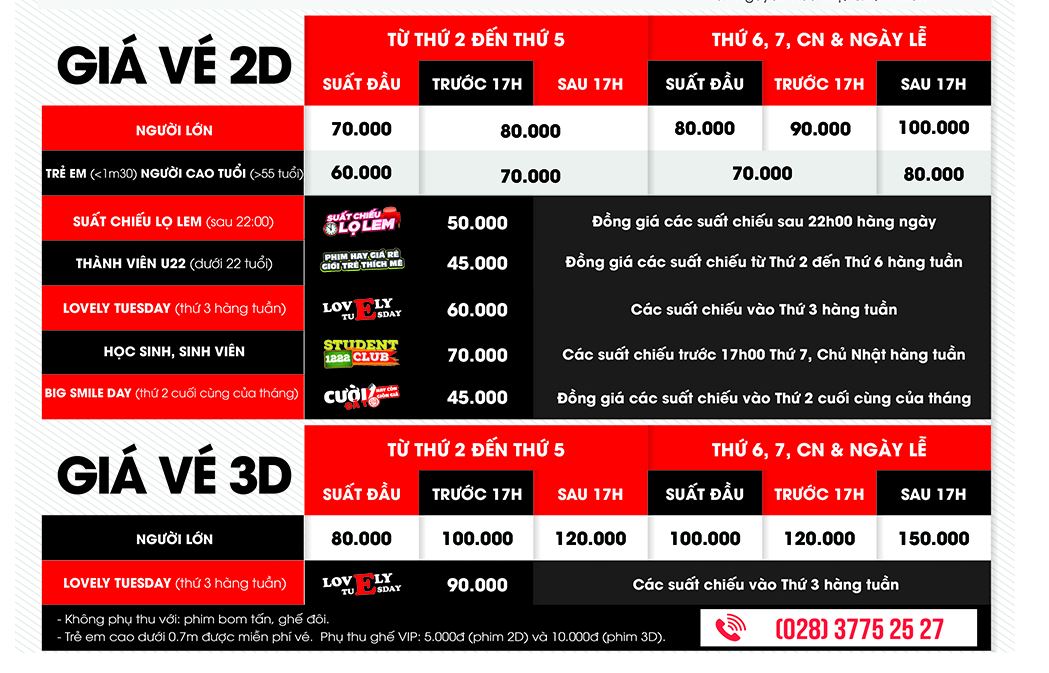 GIÁ VÉ 2D
TỪ THỨ 2 ĐẾN THỨ 5
THỨ 6, 7, CN & NGÀY LỄ
SUẤT ĐẦU TRƯỚC 17H SAU 17H SUẤT ĐẦU TRƯỚC 17H SAU 17H
NGƯỜI LỚN 70.000 80.000 80.000 90.000 100.000
TRẺ EM (<1m30) NGƯỜI CAO TUỔI (>55 tuổi) 60.000 70.000 70.000 80.000
SUẤT CHIẾU LỌ LEM (sau 22:00) SUẤT CHIẾU LỌ LEM 50.000 Đồng giá các suất chiếu sau 22h00 hàng ngày
THÀNH VIÊN U22 (dưới 22 tuổi) PHIM HAY GIÁ RẺ GIỚI TRẺ THÍCH MÊ 45.000 Đồng giá các suất chiếu từ Thứ 2 đến Thứ 6 hàng tuần
LOVELY TUESDAY (thứ 3 hàng tuần) LOVELY TUESDAY 60.000 Các suất chiếu vào Thứ 3 hàng tuần
HỌC SINH, SINH VIÊN STUDENT 1222 CLUB 70.000 Các suất chiếu trước 17h00 Thứ 7, Chủ Nhật hàng tuần
BIG SMILE DAY (thứ 2 cuối cùng của tháng) CƯỜI 45.000 Đồng giá các suất chiếu vào Thứ 2 cuối cùng của tháng
GIÁ VÉ 3D
TỪ THỨ 2 ĐẾN THỨ 5
THỨ 6, 7, CN & NGÀY LỄ
SUẤT ĐẦU TRƯỚC 17H SAU 17H SUẤT ĐẦU TRƯỚC 17H SAU 17H
NGƯỜI LỚN 80.000 100.000 120.000 100.000 120.000 150.000
LOVELY TUESDAY (thứ 3 hàng tuần) LOVELY TUESDAY 90.000 Các suất chiếu vào Thứ 3 hàng tuần
- Không phụ thu với: phim bom tấn, ghế đôi.
- Trẻ em cao dưới 0.7m được miễn phí vé. Phụ thu ghế VIP: 5.000đ (phim 2D) và 10.000đ (phim 3D).
(028) 3775 25 27